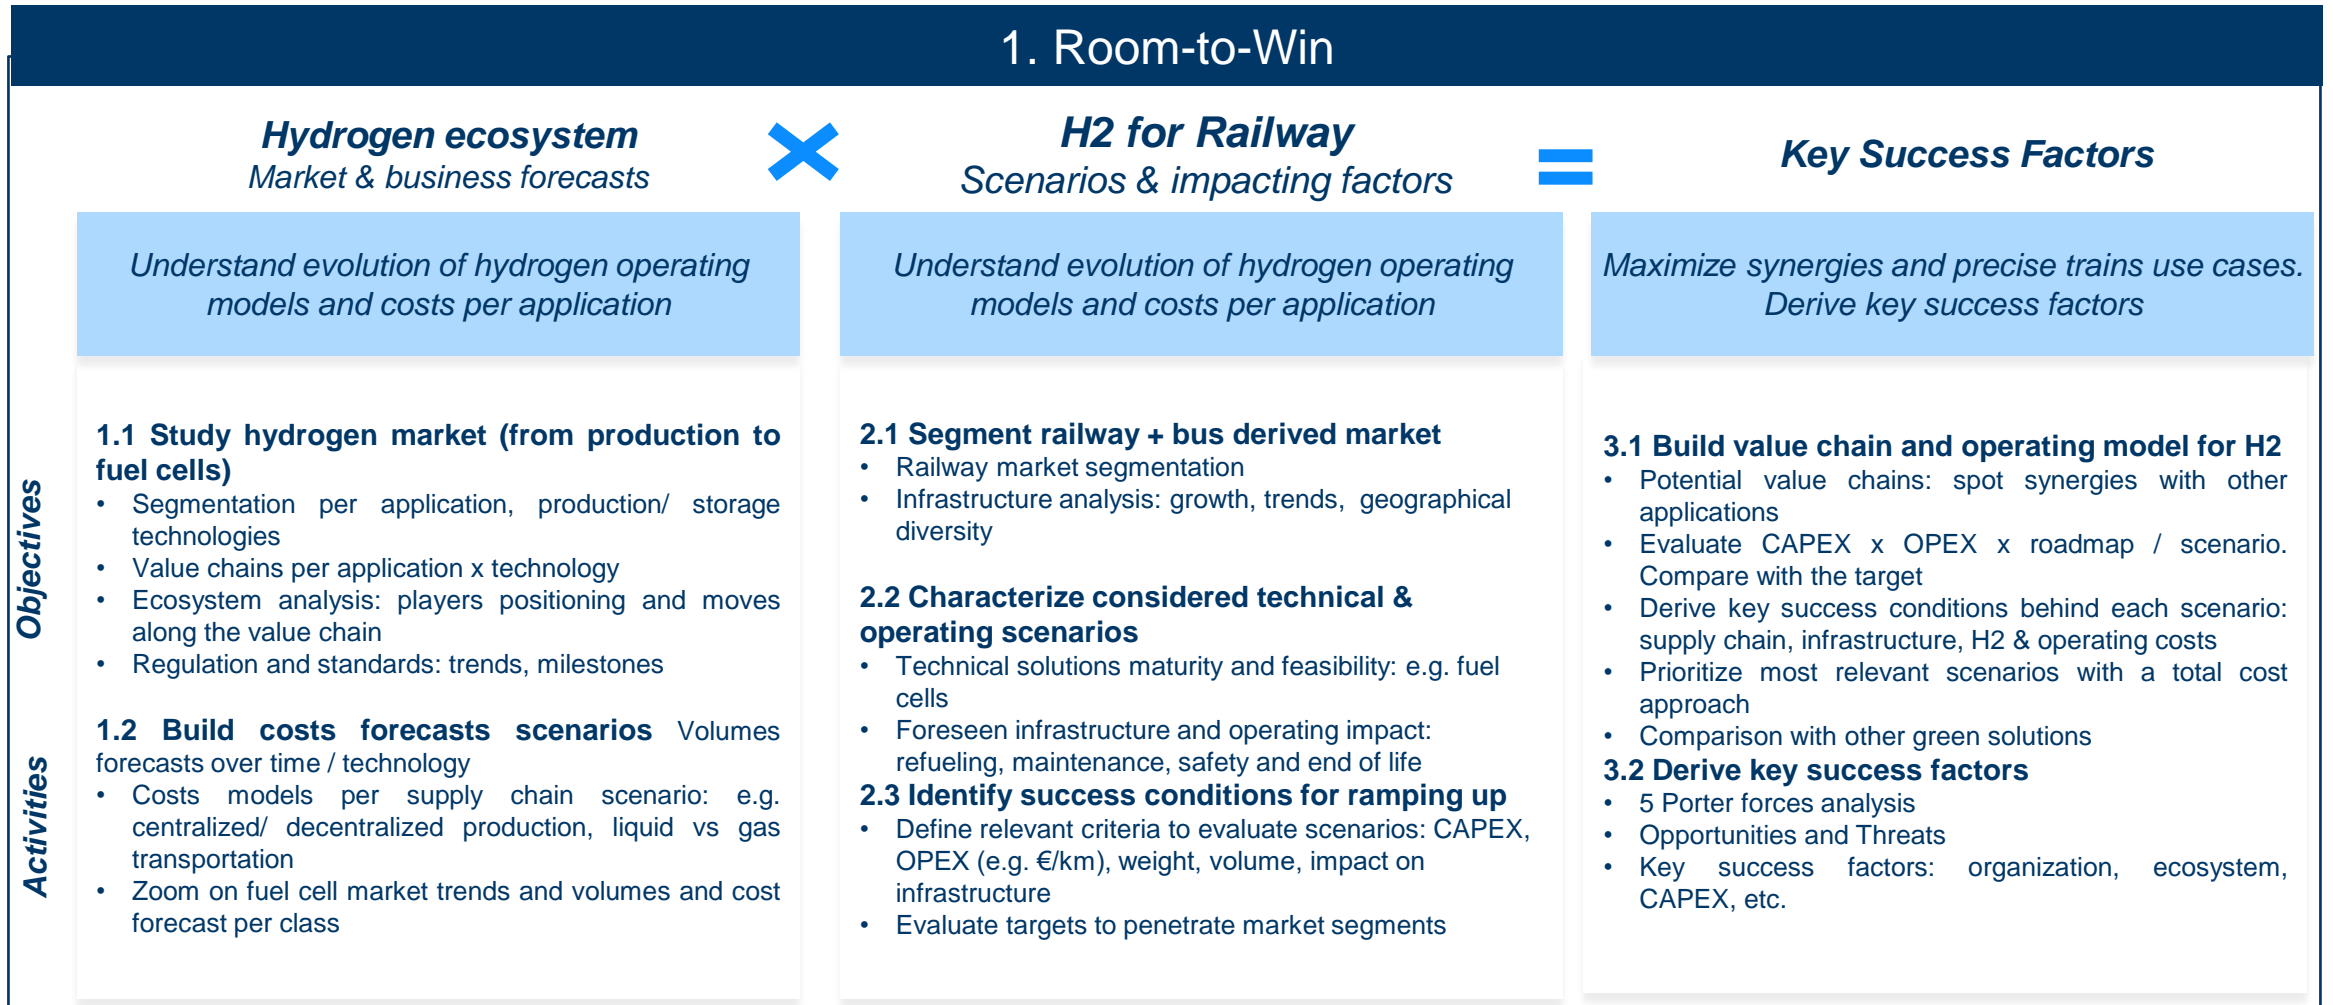 1. Room-to-Win
Hydrogen ecosystem
Market & business forecasts
H2 for Railway
Scenarios & impacting factors
Key Success Factors
Understand evolution of hydrogen operating
models and costs per application
Understand evolution of hydrogen operating
models and costs per application
Maximize synergies and precise trains use cases.
Derive key success factors
Objectives
Activities
1.1 Study hydrogen market (from production to
fuel cells)
• Segmentation per application, production/ storage
technologies
• Value chains per application x technology
• Ecosystem analysis: players positioning and moves
along the value chain
• Regulation and standards: trends, milestones
1.2 Build costs forecasts scenarios Volumes
forecasts over time / technology
• Costs models per supply chain scenario: e.g.
centralized/ decentralized production, liquid vs gas
transportation
• Zoom on fuel cell market trends and volumes and cost
forecast per class
2.1 Segment railway + bus derived market
• Railway market segmentation
• Infrastructure analysis: growth, trends, geographical
diversity
2.2 Characterize considered technical &
operating scenarios
• Technical solutions maturity and feasibility: e.g. fuel
cells
• Foreseen infrastructure and operating impact:
refueling, maintenance, safety and end of life
2.3 Identify success conditions for ramping up
• Define relevant criteria to evaluate scenarios: CAPEX,
OPEX (e.g. €/km), weight, volume, impact on
infrastructure
• Evaluate targets to penetrate market segments
3.1 Build value chain and operating model for H2
• Potential value chains: spot synergies with other
applications
• Evaluate CAPEX x OPEX x roadmap / scenario.
Compare with the target
• Derive key success conditions behind each scenario:
supply chain, infrastructure, H2 & operating costs
• Prioritize most relevant scenarios with a total cost
approach
• Comparison with other green solutions
3.2 Derive key success factors
• 5 Porter forces analysis
• Opportunities and Threats
• Key success factors: organization, ecosystem,
CAPEX, etc.